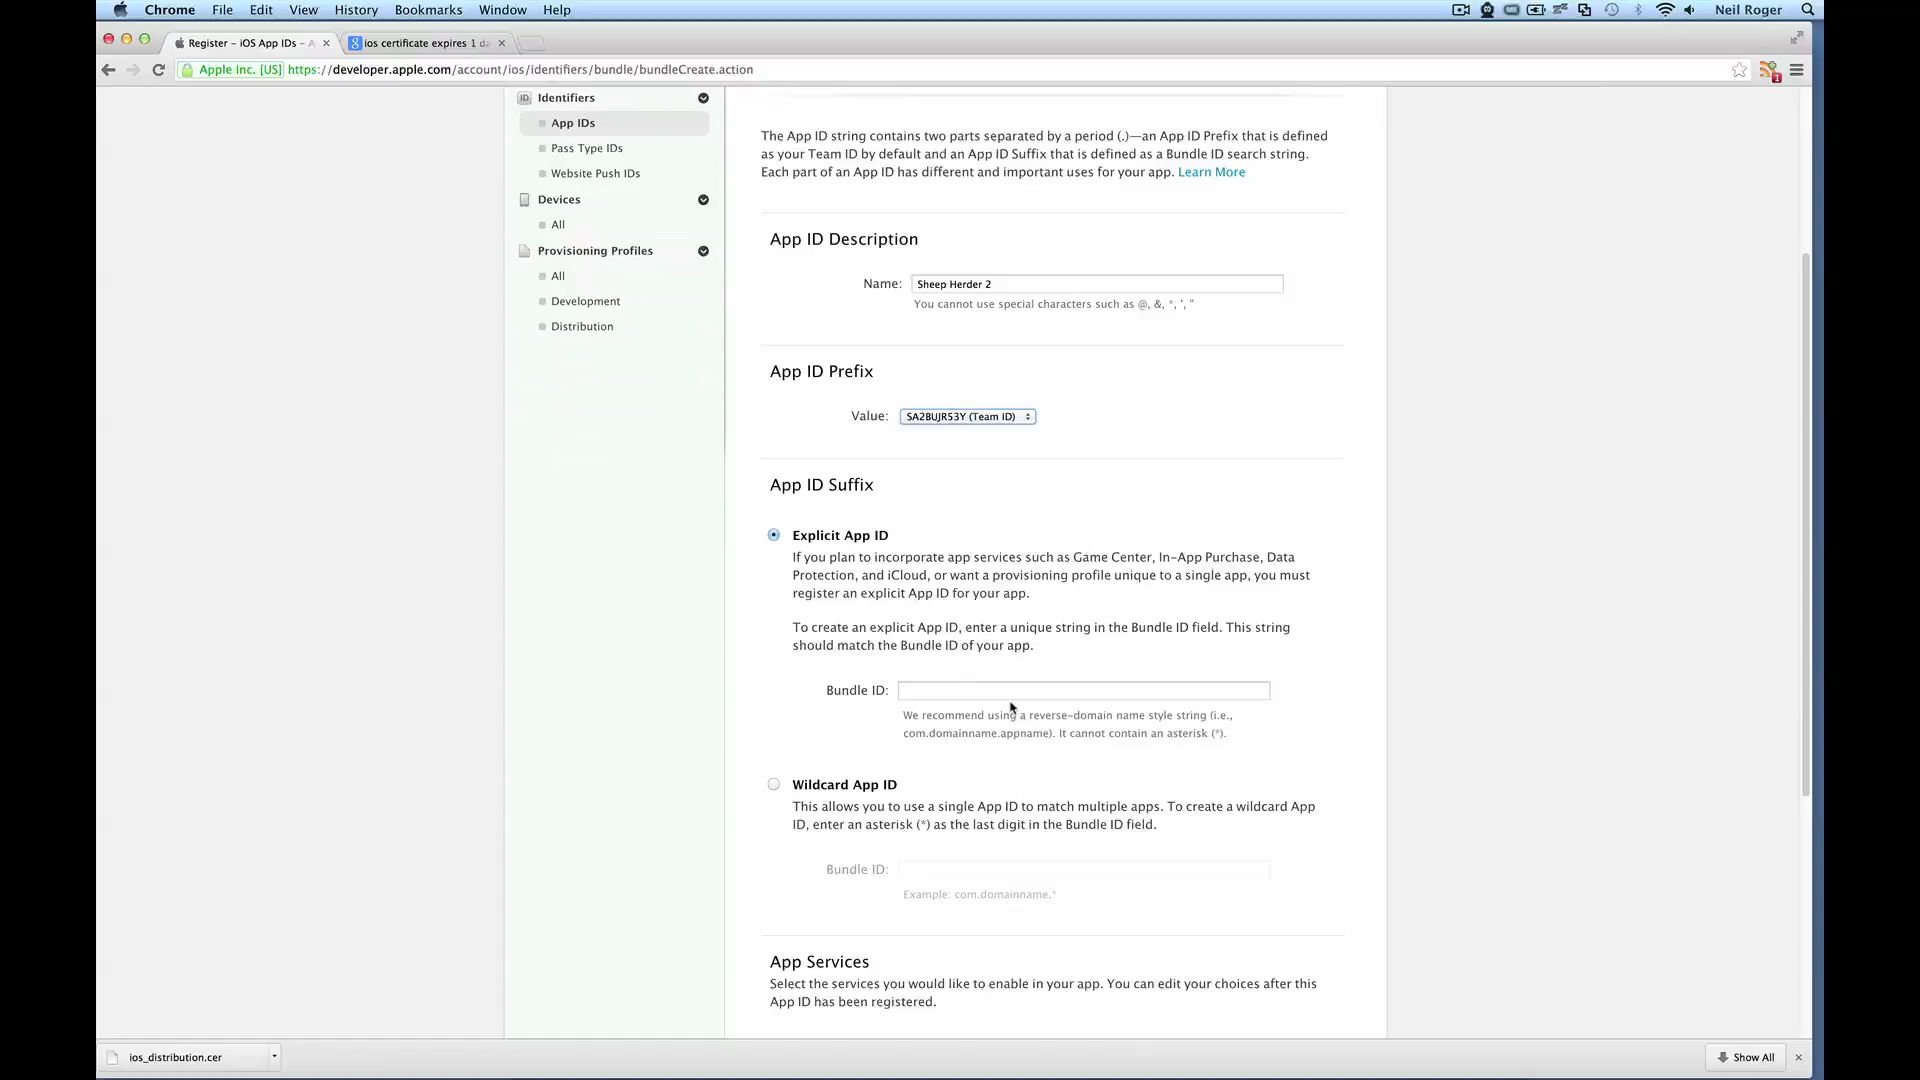 Chrome File Edit View History Bookmarks Window Help Neil Roger
Register – iOS App IDs – A
ios certificate expires 1 da
Apple Inc. [US] https://developer.apple.com/account/ios/identifiers/bundle/bundleCreate.action
1
ID Identifiers
App IDs
Pass Type IDs
Website Push IDs
Devices
All
Provisioning Profiles
All
Development
Distribution
The App ID string contains two parts separated by a period (.)—an App ID Prefix that is defined
as your Team ID by default and an App ID Suffix that is defined as a Bundle ID search string.
Each part of an App ID has different and important uses for your app. Learn More
App ID Description
Name: Sheep Herder 2
You cannot use special characters such as @, &, *, ', "
App ID Prefix
Value: SA2BUJR53Y (Team ID)
App ID Suffix
Explicit App ID
If you plan to incorporate app services such as Game Center, In-App Purchase, Data
Protection, and iCloud, or want a provisioning profile unique to a single app, you must
register an explicit App ID for your app.
To create an explicit App ID, enter a unique string in the Bundle ID field. This string
should match the Bundle ID of your app.
Bundle ID:
We recommend using a reverse-domain name style string (i.e.,
com.domainname.appname). It cannot contain an asterisk (*).
Wildcard App ID
This allows you to use a single App ID to match multiple apps. To create a wildcard App
ID, enter an asterisk (*) as the last digit in the Bundle ID field.
Bundle ID:
Example: com.domainname.*
App Services
Select the services you would like to enable in your app. You can edit your choices after this
App ID has been registered.
ios_distribution.cer
Show All